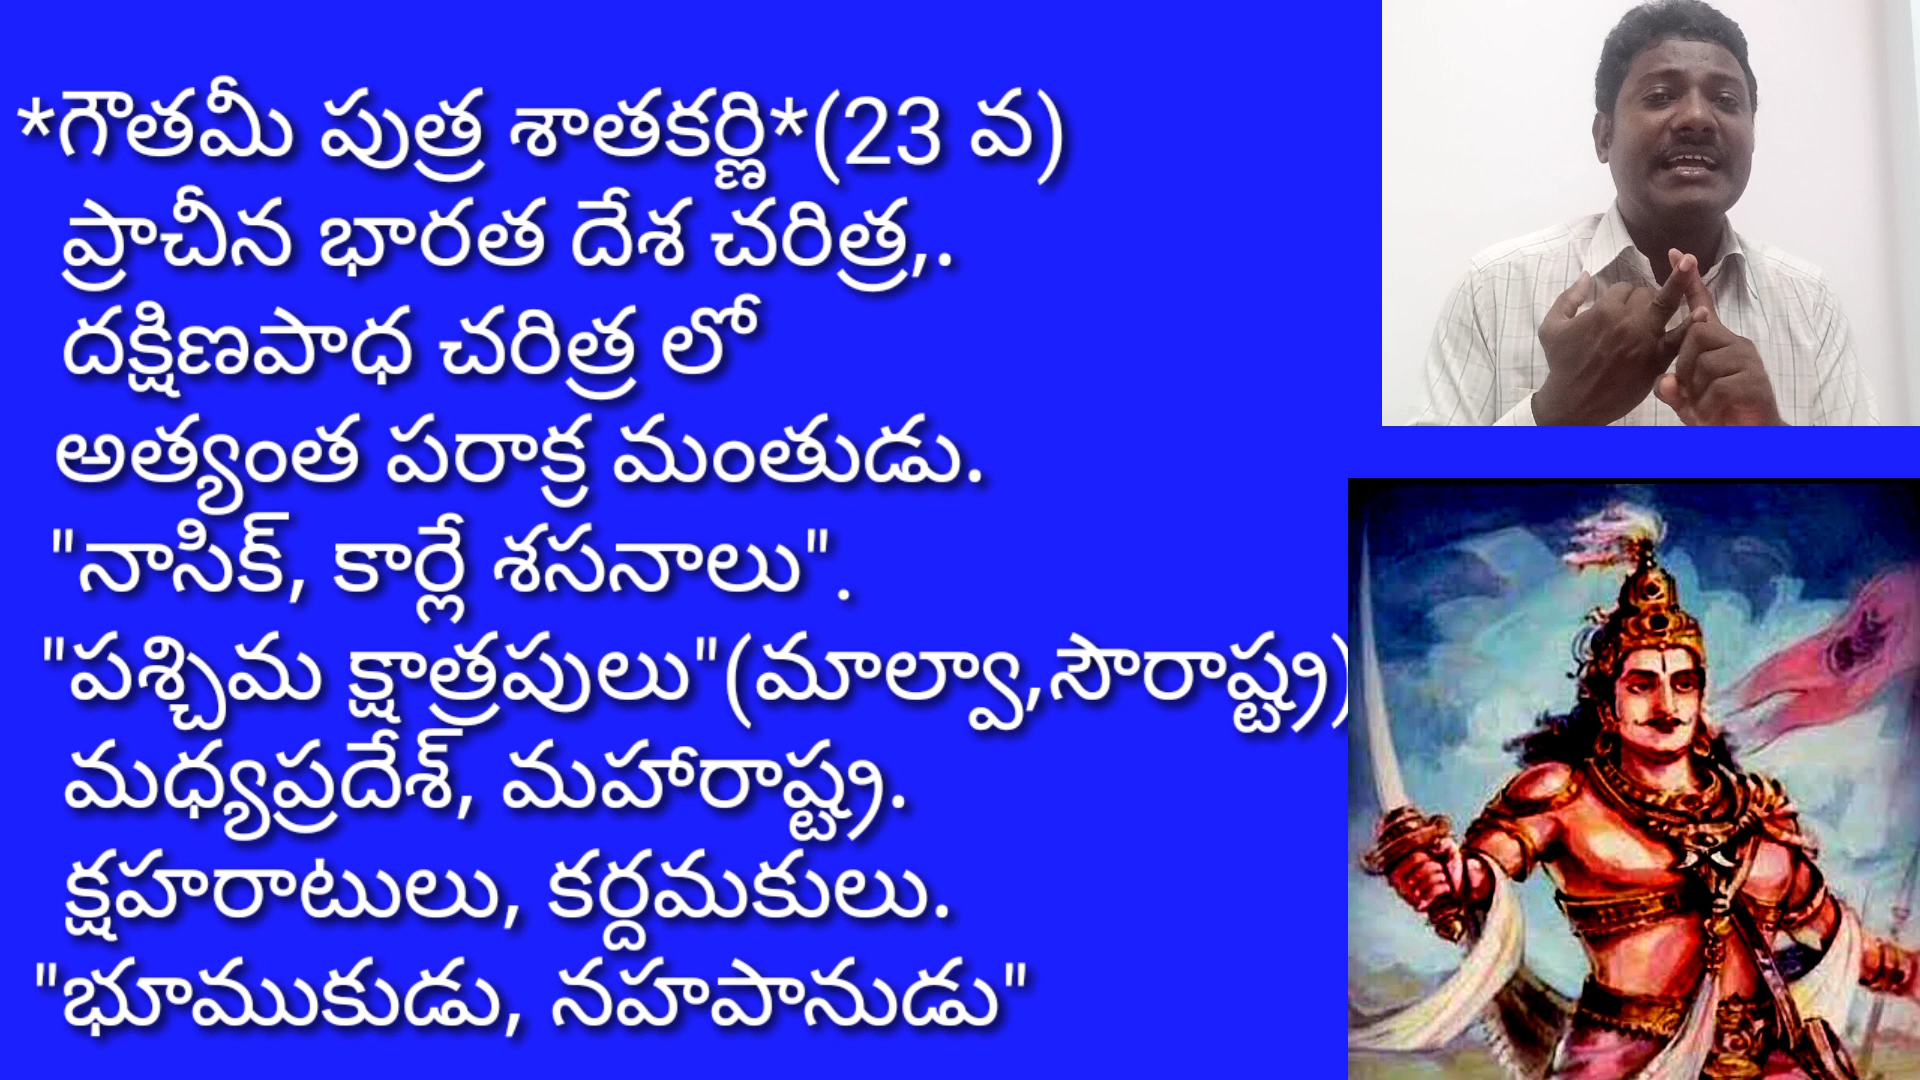 *గౌతమీ పుత్ర శాతకర్ణి*(23 వ)
ప్రాచీన భారత దేశ చరిత్ర,.
దక్షిణపాధ చరిత్ర లో
అత్యంత పరాక్ర మంతుడు.
"నాసిక్, కార్లే శసనాలు".
"పశ్చిమ క్షాత్రపులు"(మాల్వా,సౌరాష్ట్ర)
మధ్యప్రదేశ్, మహారాష్ట్ర.
క్షహరాటులు, కర్దమకులు.
"భూముకుడు, నహపానుడు"